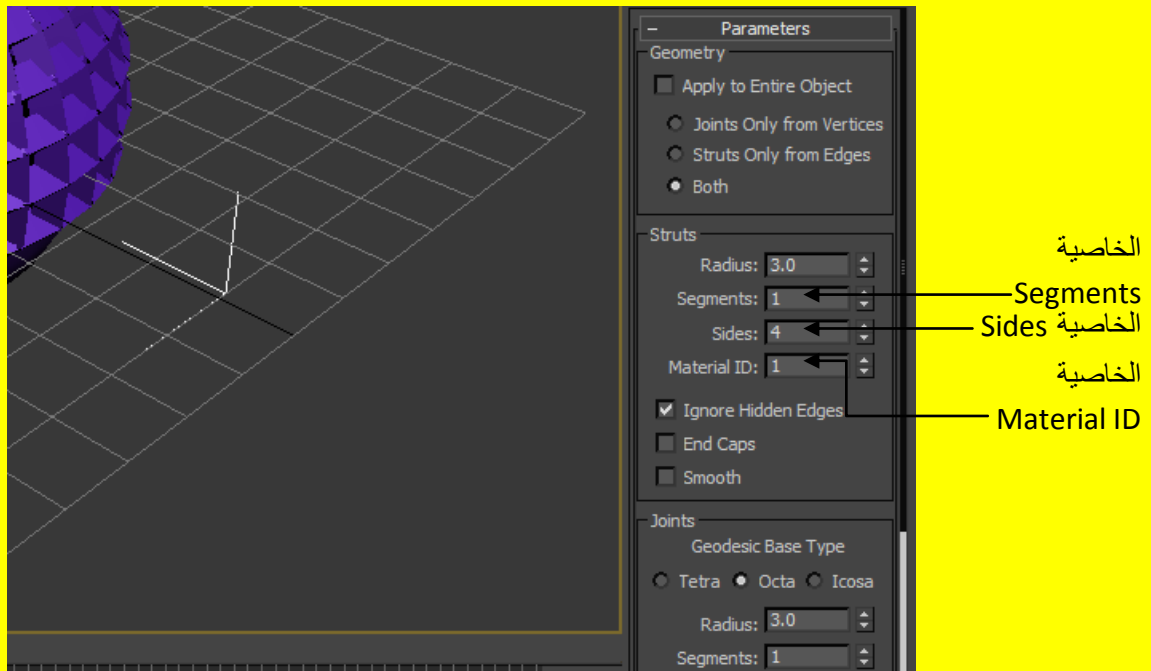 − Parameters
Geometry
Apply to Entire Object
Joints Only from Vertices
Struts Only from Edges
Both
Struts
Radius: 3.0
Segments: 1
Sides: 4
Material ID: 1
Ignore Hidden Edges
End Caps
Smooth
Joints
Geodesic Base Type
Tetra Octa Icosa
Radius: 3.0
Segments: 1
الخاصية
Segments
الخاصية Sides
الخاصية
Material ID